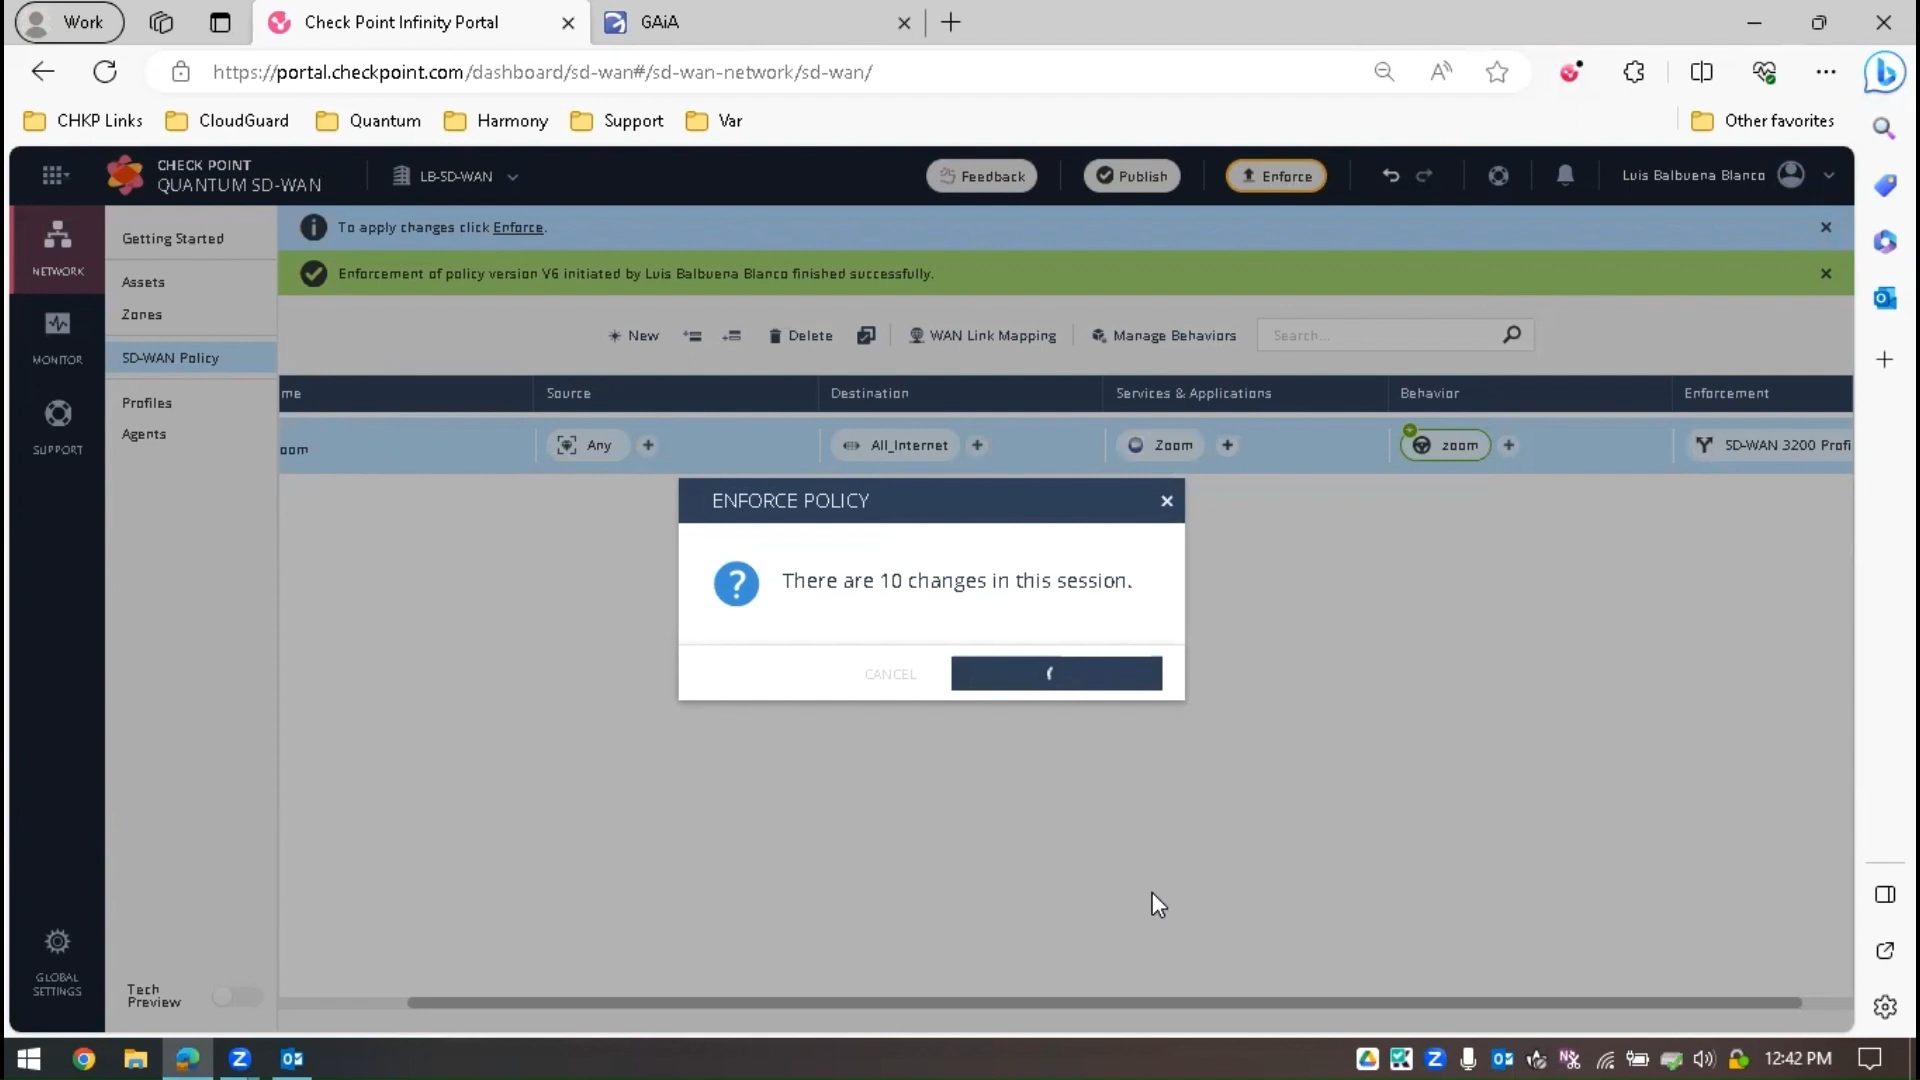 Work
Check Point Infinity Portal
GAiA
https://portal.checkpoint.com/dashboard/sd-wan#/sd-wan-network/sd-wan/
CHKP Links
CloudGuard
Quantum
Harmony
Support
Var
Other favorites
CHECK POINT
QUANTUM SD-WAN
LB-SD-WAN
Feedback
Publish
Enforce
Luis Balbuena Blanco
NETWORK
MONITOR
SUPPORT
GLOBAL
SETTINGS
Getting Started
Assets
Zones
SD-WAN Policy
Profiles
Agents
Tech
Preview
To apply changes click Enforce.
Enforcement of policy version V6 initiated by Luis Balbuena Blanco finished successfully.
New
Delete
WAN Link Mapping
Manage Behaviors
Search...
me
Source
Destination
Services & Applications
Behavior
Enforcement
oom
Any
All_Internet
Zoom
zoom
SD-WAN 3200 Profi
ENFORCE POLICY
There are 10 changes in this session.
CANCEL
12:42 PM